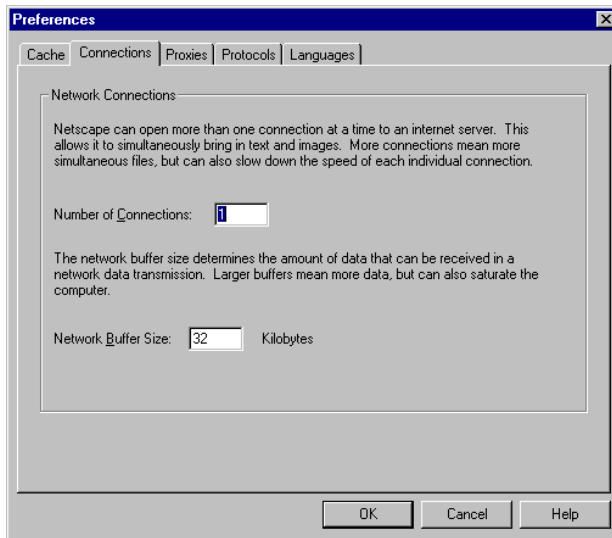 Preferences
Cache Connections Proxies Protocols Languages
Network Connections
Netscape can open more than one connection at a time to an internet server.  This
allows it to simultaneously bring in text and images.  More connections mean more
simultaneous files, but can also slow down the speed of each individual connection.
Number of Connections: 1
The network buffer size determines the amount of data that can be received in a
network data transmission.  Larger buffers mean more data, but can also saturate the
computer.
Network Buffer Size: 32 Kilobytes
OK Cancel Help